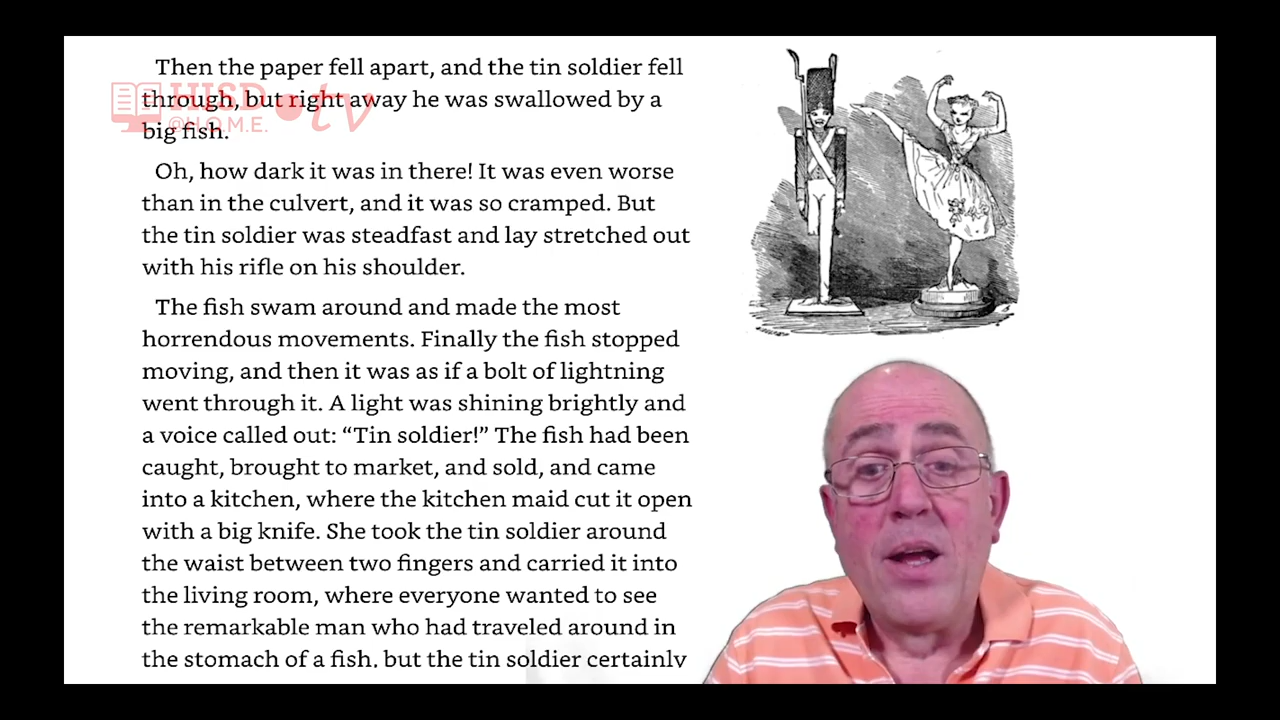 Then the paper fell apart, and the tin soldier fell
through, but right away he was swallowed by a
big fish.
HISD tv
@H.O.M.E.
Oh, how dark it was in there! It was even worse
than in the culvert, and it was so cramped. But
the tin soldier was steadfast and lay stretched out
with his rifle on his shoulder.
The fish swam around and made the most
horrendous movements. Finally the fish stopped
moving, and then it was as if a bolt of lightning
went through it. A light was shining brightly and
a voice called out: “Tin soldier!” The fish had been
caught, brought to market, and sold, and came
into a kitchen, where the kitchen maid cut it open
with a big knife. She took the tin soldier around
the waist between two fingers and carried it into
the living room, where everyone wanted to see
the remarkable man who had traveled around in
the stomach of a fish, but the tin soldier certainly